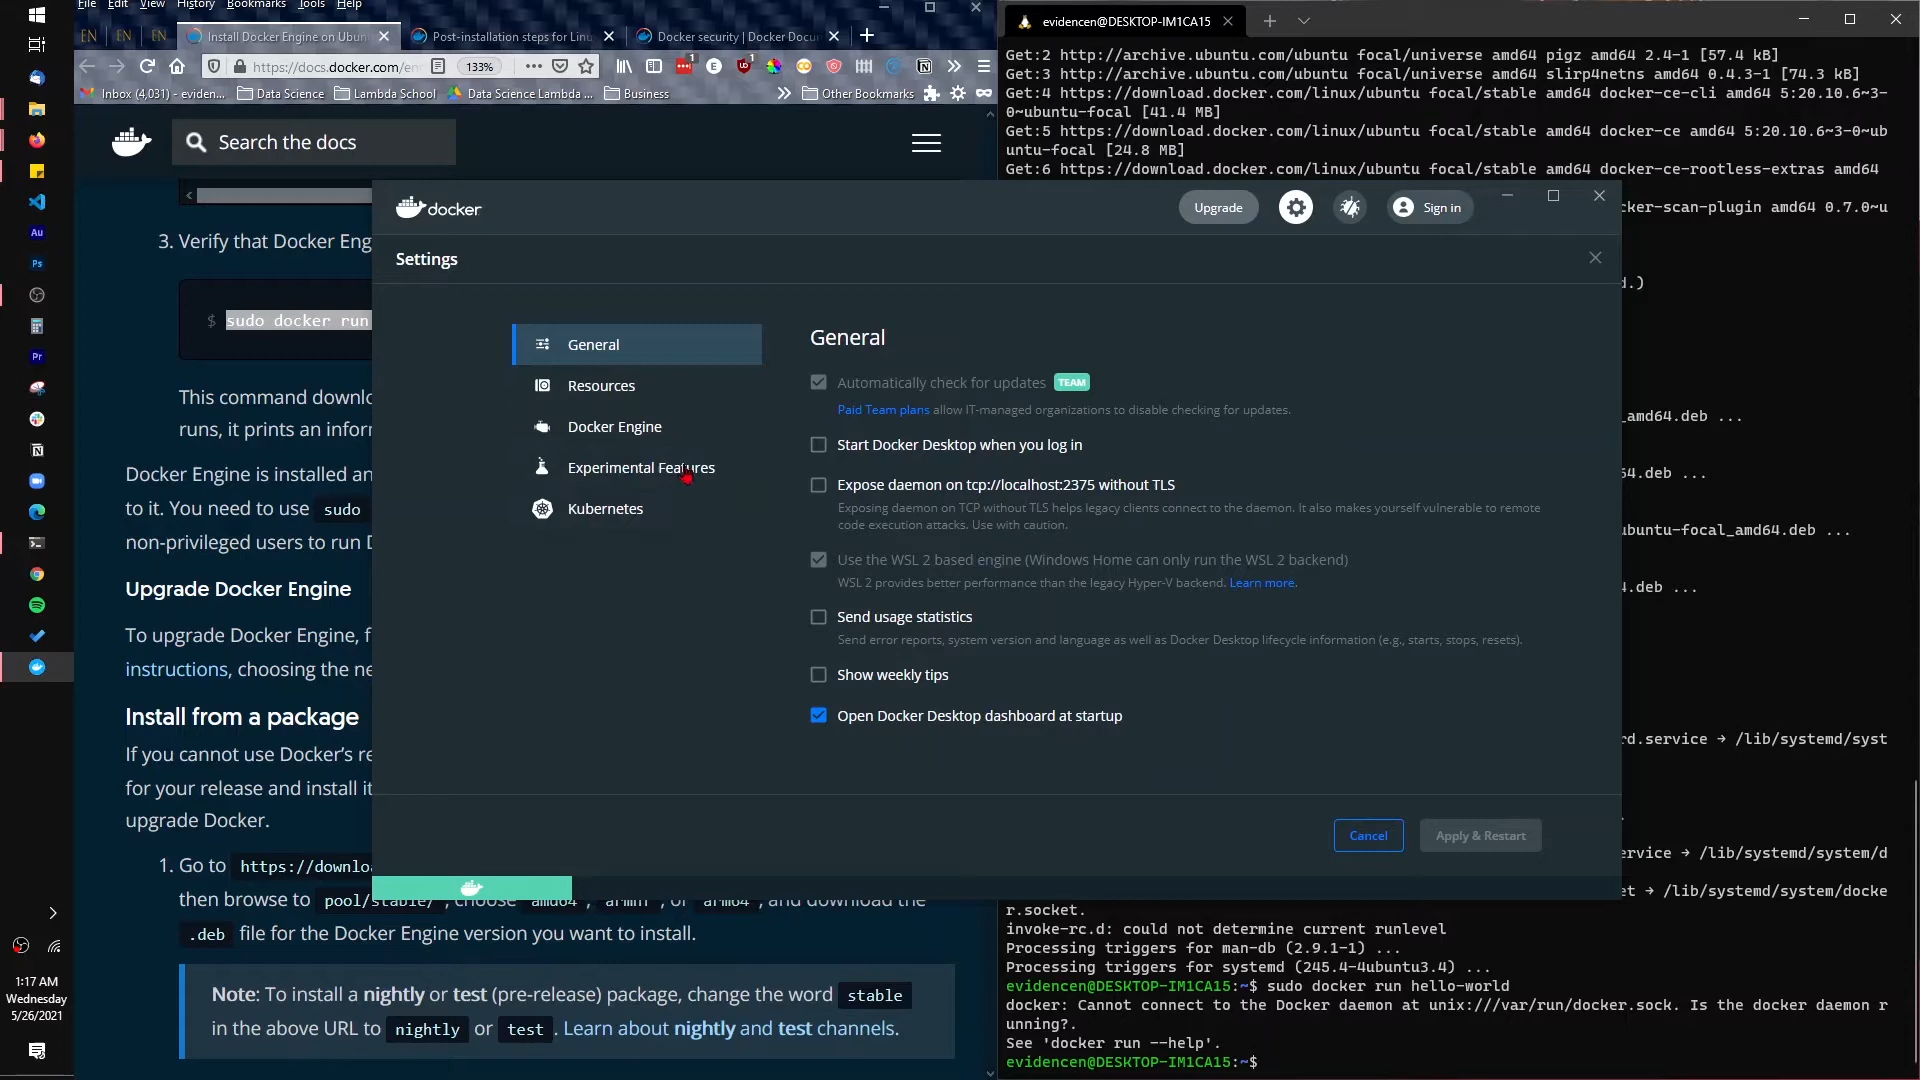 File Edit View History Bookmarks Tools Help
EN EN EN Install Docker Engine on Ubun Post-installation steps for Lin Docker security | Docker Docu
https://docs.docker.com/en 133%
Inbox (4,031) - eviden... Data Science Lambda School Data Science Lambda ... Business Other Bookmarks
Search the docs
3. Verify that Docker Eng
$ sudo docker run
This command downlo
runs, it prints an inforr
Docker Engine is installed an
to it. You need to use sudo
non-privileged users to run D
Upgrade Docker Engine
To upgrade Docker Engine, f
instructions, choosing the ne
Install from a package
If you cannot use Docker's re
for your release and install it
upgrade Docker.
1. Go to https://downlo
then browse to pool/stable/ , choose amd64 , armhf , or arm64 , and download the
.deb file for the Docker Engine version you want to install.
Note: To install a nightly or test (pre-release) package, change the word stable
in the above URL to nightly or test . Learn about nightly and test channels.
docker
Upgrade
Sign in
Settings
General
Resources
Docker Engine
Experimental Features
Kubernetes
General
Automatically check for updates TEAM
Paid Team plans allow IT-managed organizations to disable checking for updates.
Start Docker Desktop when you log in
Expose daemon on tcp://localhost:2375 without TLS
Exposing daemon on TCP without TLS helps legacy clients connect to the daemon. It also makes yourself vulnerable to remote
code execution attacks. Use with caution.
Use the WSL 2 based engine (Windows Home can only run the WSL 2 backend)
WSL 2 provides better performance than the legacy Hyper-V backend. Learn more.
Send usage statistics
Send error reports, system version and language as well as Docker Desktop lifecycle information (e.g., starts, stops, resets).
Show weekly tips
Open Docker Desktop dashboard at startup
Cancel
Apply & Restart
evidencen@DESKTOP-IM1CA15
Get:2 http://archive.ubuntu.com/ubuntu focal/universe amd64 pigz amd64 2.4-1 [57.4 kB]
Get:3 http://archive.ubuntu.com/ubuntu focal/universe amd64 slirp4netns amd64 0.4.3-1 [74.3 kB]
Get:4 https://download.docker.com/linux/ubuntu focal/stable amd64 docker-ce-cli amd64 5:20.10.6~3-
0~ubuntu-focal [41.4 MB]
Get:5 https://download.docker.com/linux/ubuntu focal/stable amd64 docker-ce amd64 5:20.10.6~3-0~ub
untu-focal [24.8 MB]
Get:6 https://download.docker.com/linux/ubuntu focal/stable amd64 docker-ce-rootless-extras amd64
ker-scan-plugin amd64 0.7.0~u
d.)
_amd64.deb ...
64.deb ...
ubuntu-focal_amd64.deb ...
4.deb ...
rd.service → /lib/systemd/syst
.
ervice → /lib/systemd/system/d
et → /lib/systemd/system/docke
r.socket.
invoke-rc.d: could not determine current runlevel
Processing triggers for man-db (2.9.1-1) ...
Processing triggers for systemd (245.4-4ubuntu3.4) ...
evidencen@DESKTOP-IM1CA15:~$ sudo docker run hello-world
docker: Cannot connect to the Docker daemon at unix:///var/run/docker.sock. Is the docker daemon r
unning?.
See 'docker run --help'.
evidencen@DESKTOP-IM1CA15:~$
Au
Ps
Pr
1:17 AM
Wednesday
5/26/2021